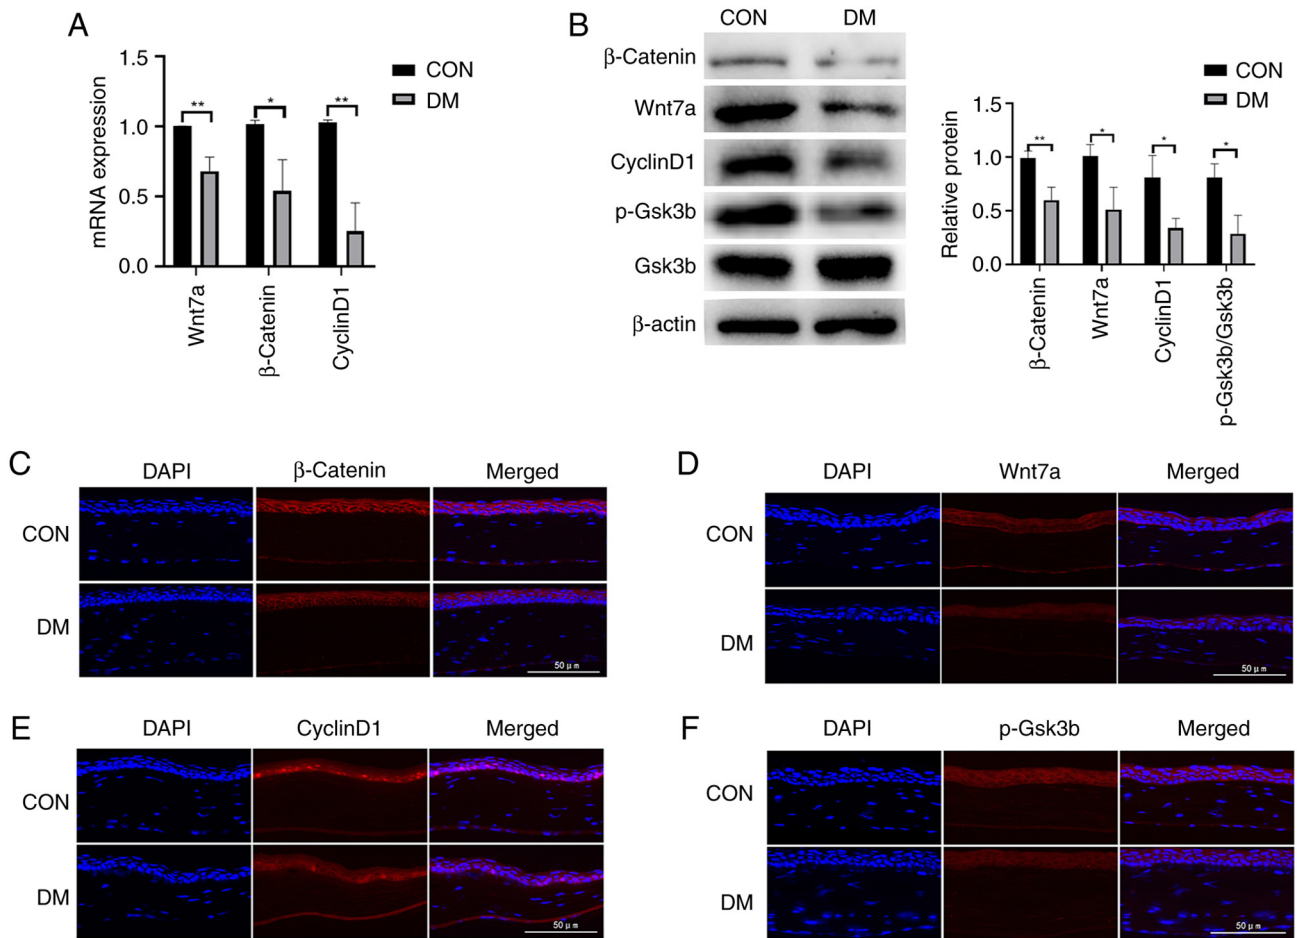 A
1.5
1.0
0.5
0.0
mRNA expression
** * **
CON
DM
Wnt7a
β-Catenin
CyclinD1
B
CON DM
β-Catenin
Wnt7a
CyclinD1
p-Gsk3b
Gsk3b
β-actin
CON
DM
1.5
1.0
0.5
0.0
Relative protein
** * * *
β-Catenin
Wnt7a
CyclinD1
p-Gsk3b/Gsk3b
C
DAPI β-Catenin Merged
CON
DM
50 μm
D
DAPI Wnt7a Merged
CON
DM
50 μm
E
DAPI CyclinD1 Merged
CON
DM
50 μm
F
DAPI p-Gsk3b Merged
CON
DM
50 μm